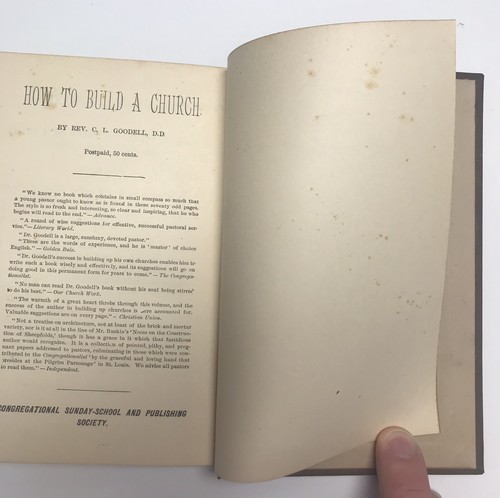 HOW TO BUILD A CHURCH
BY REV. C. L. GOODELL, D.D.
Postpaid, 50 cents.
"We know no book which contains in small compass so much that
a young pastor ought to know as is found in these seventy odd pages.
The style is so fresh and interesting, so clear and inspiring, that he who
begins will read to the end."—Advance.
"A round of wise suggestions for effective, successful pastoral ser-
vice."—Literary World.
"Dr. Goodell is a large, sunshiny, devoted pastor."
"These are the words of experience, and he is 'master' of choice
English."—Golden Rule.
"Dr. Goodell's success in building up his own churches enables him to
write such a book wisely and effectively, and its suggestions will go on
doing good in this permanent form for years to come."—The Congrega-
tionalist.
"No man can read Dr. Goodell's book without his soul being stirred
to do his best."—Our Church Work.
"The warmth of a great heart throbs through this volume, and the
success of the author in building up churches is accounted for.
Valuable suggestions are on every page."—Christian Union.
"Not a treatise on architecture, not at least of the brick and mortar
variety, nor is it at all in the line of Mr. Ruskin's 'Notes on the Construc-
tion of Sheepfolds,' though it has a grace in it which that fastidious
author would recognize. It is a collection of pointed, pithy, and preg-
nant papers addressed to pastors, culminating in those which were con-
tributed to the Congregationalist 'by the graceful and loving hand that
presides at the Pilgrim Parsonage' in St. Louis. We advise all pastors
to read them."—Independent.
CONGREGATIONAL SUNDAY-SCHOOL AND PUBLISHING
SOCIETY.